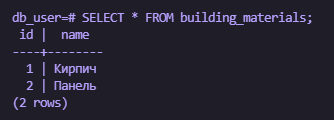 db_user=# SELECT * FROM building_materials;
 id |  name
----+--------
  1 | Кирпич
  2 | Панель
(2 rows)